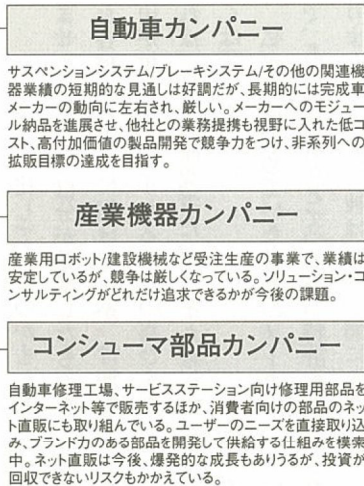 自動車カンパニー
サスペンションシステム/ブレーキシステム/その他の関連機
器業績の短期的な見通しは好調だが、長期的には完成車
メーカーの動向に左右され、厳しい。メーカーへのモジュー
ル納品を進展させ、他社との業務提携も視野に入れた低コ
スト、高付加価値の製品開発で競争力をつけ、非系列への
拡販目標の達成を目指す。
産業機器カンパニー
産業用ロボット/建設機械など受注生産の事業で、業績は
安定しているが、競争は厳しくなっている。ソリューション・コ
ンサルティングがどれだけ追求できるかが今後の課題。
コンシューマ部品カンパニー
自動車修理工場、サービスステーション向け修理用部品を
インターネット等で販売するほか、消費者向けの部品のネッ
ト直販にも取り組んでいる。ユーザーのニーズを直接取り込
み、ブランド力のある部品を開発して供給する仕組みを模索
中。ネット直販は今後、爆発的な成長もありうるが、投資が
回収できないリスクもかかえている。